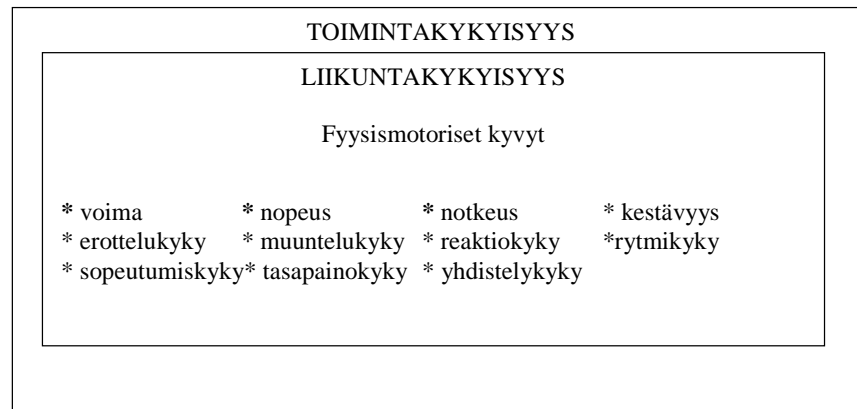 TOIMINTAKYKYISYYS
LIIKUNTAKYKYISYYS
Fyysismotoriset kyvyt
* voima * nopeus * notkeus * kestävyys
* erottelukyky * muuntelukyky * reaktiokyky *rytmikyky
* sopeutumiskyky* tasapainokyky * yhdistelykyky